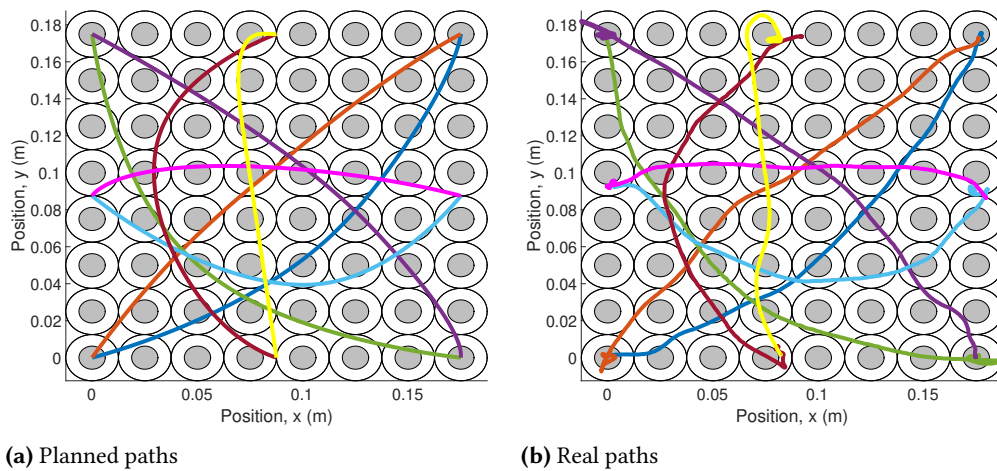 0.18
0.16
0.14
0.12
0.1
0.08
0.06
0.04
0.02
0
Position, y (m)
0 0.05 0.1 0.15
Position, x (m)
(a) Planned paths
0.18
0.16
0.14
0.12
0.1
0.08
0.06
0.04
0.02
0
Position, y (m)
0 0.05 0.1 0.15
Position, x (m)
(b) Real paths